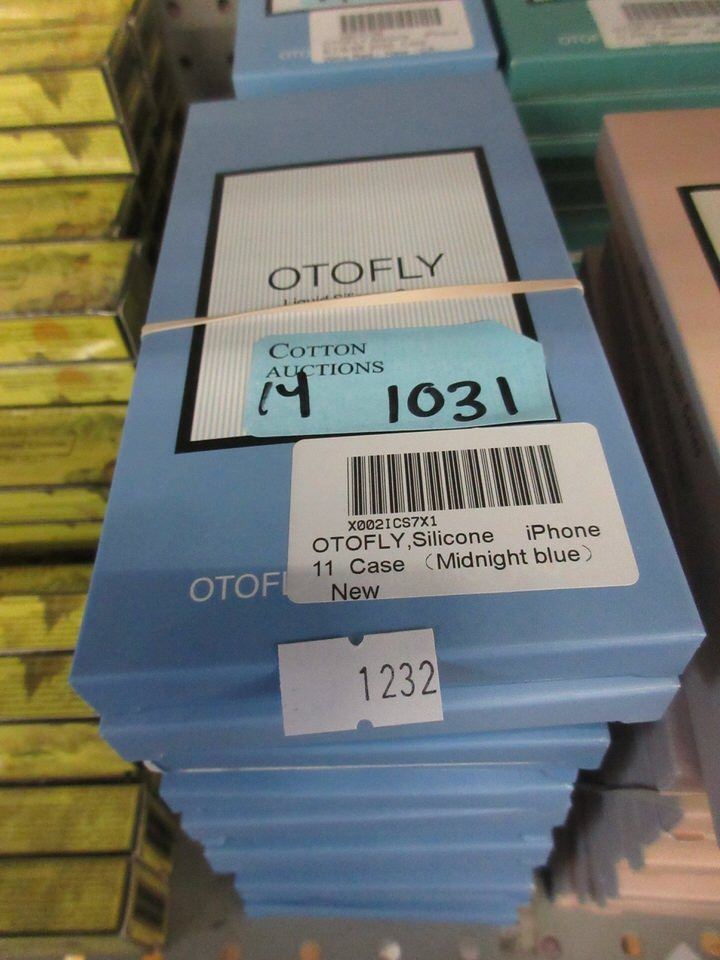 OTOFLY
COTTON
AUCTIONS
14 1031
X002ICS7X1
OTOFLY,Silicone iPhone
11 Case （Midnight blue）
New
OTOFL
1232